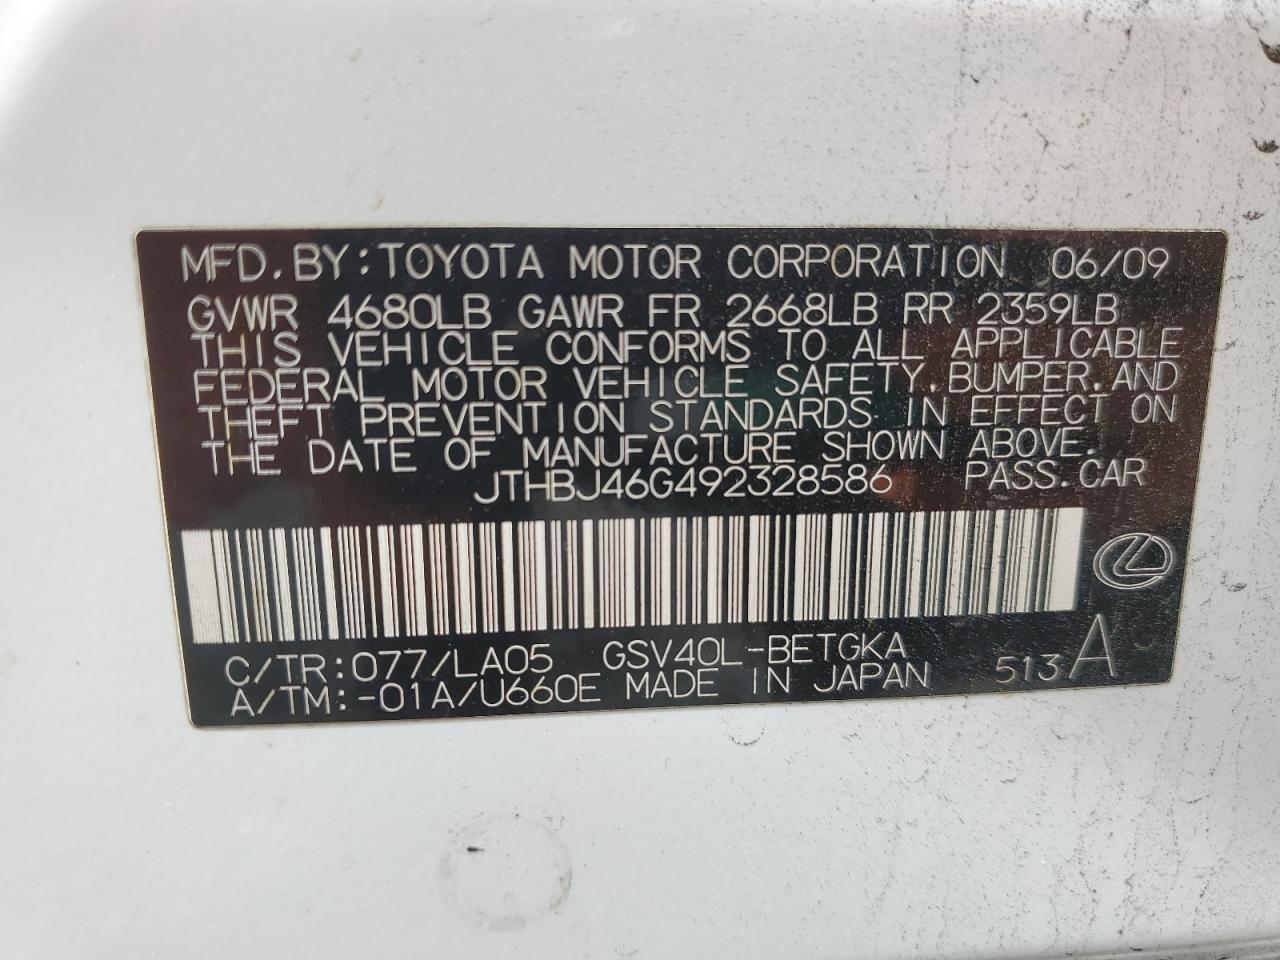 MFD. BY: TOYOTA MOTOR CORPORATION 06/09
GVWR 4680LB GAWR FR 2668LB RR 2359LB
THIS VEHICLE CONFORMS TO ALL APPLICABLE
FEDERAL MOTOR VEHICLE SAFETY, BUMPER, AND
THEFT PREVENTION STANDARDS IN EFFECT ON
THE DATE OF MANUFACTURE SHOWN ABOVE.
JTHBJ46G492328586 PASS. CAR
C/TR: 077/LA05 GSV40L-BETGKA
A/TM: -01A/U660E MADE IN JAPAN 513 A